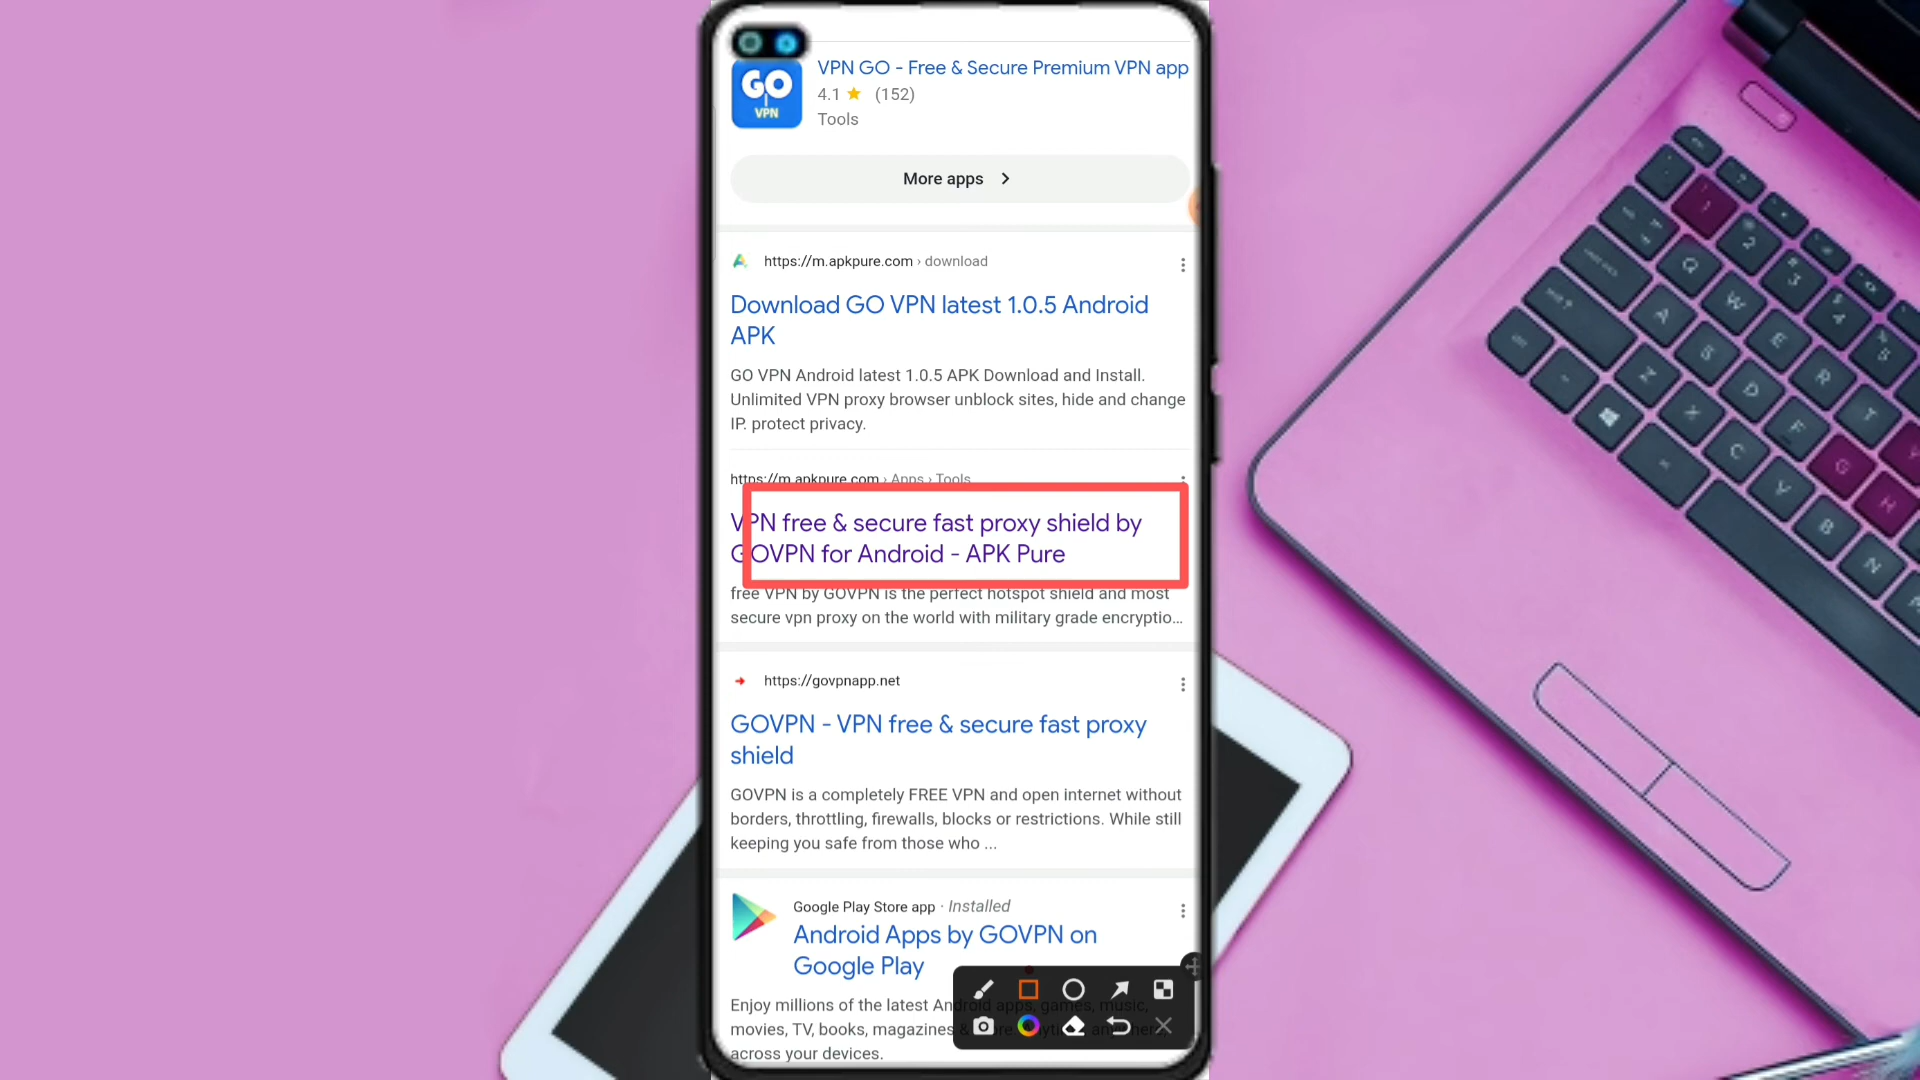 GO
VPN
VPN GO - Free & Secure Premium VPN app
4.1 ★ (152)
Tools
More apps >
https://m.apkpure.com › download
Download GO VPN latest 1.0.5 Android
APK
GO VPN Android latest 1.0.5 APK Download and Install.
Unlimited VPN proxy browser unblock sites, hide and change
IP. protect privacy.
https://m.apkpure.com › Apps › Tools
VPN free & secure fast proxy shield by
GOVPN for Android - APK Pure
free VPN by GOVPN is the perfect hotspot shield and most
secure vpn proxy on the world with military grade encryptio...
https://govpnapp.net
GOVPN - VPN free & secure fast proxy
shield
GOVPN is a completely FREE VPN and open internet without
borders, throttling, firewalls, blocks or restrictions. While still
keeping you safe from those who ...
Google Play Store app · Installed
Android Apps by GOVPN on
Google Play
Enjoy millions of the latest Android apps, games, music,
movies, TV, books, magazines &
across your devices.